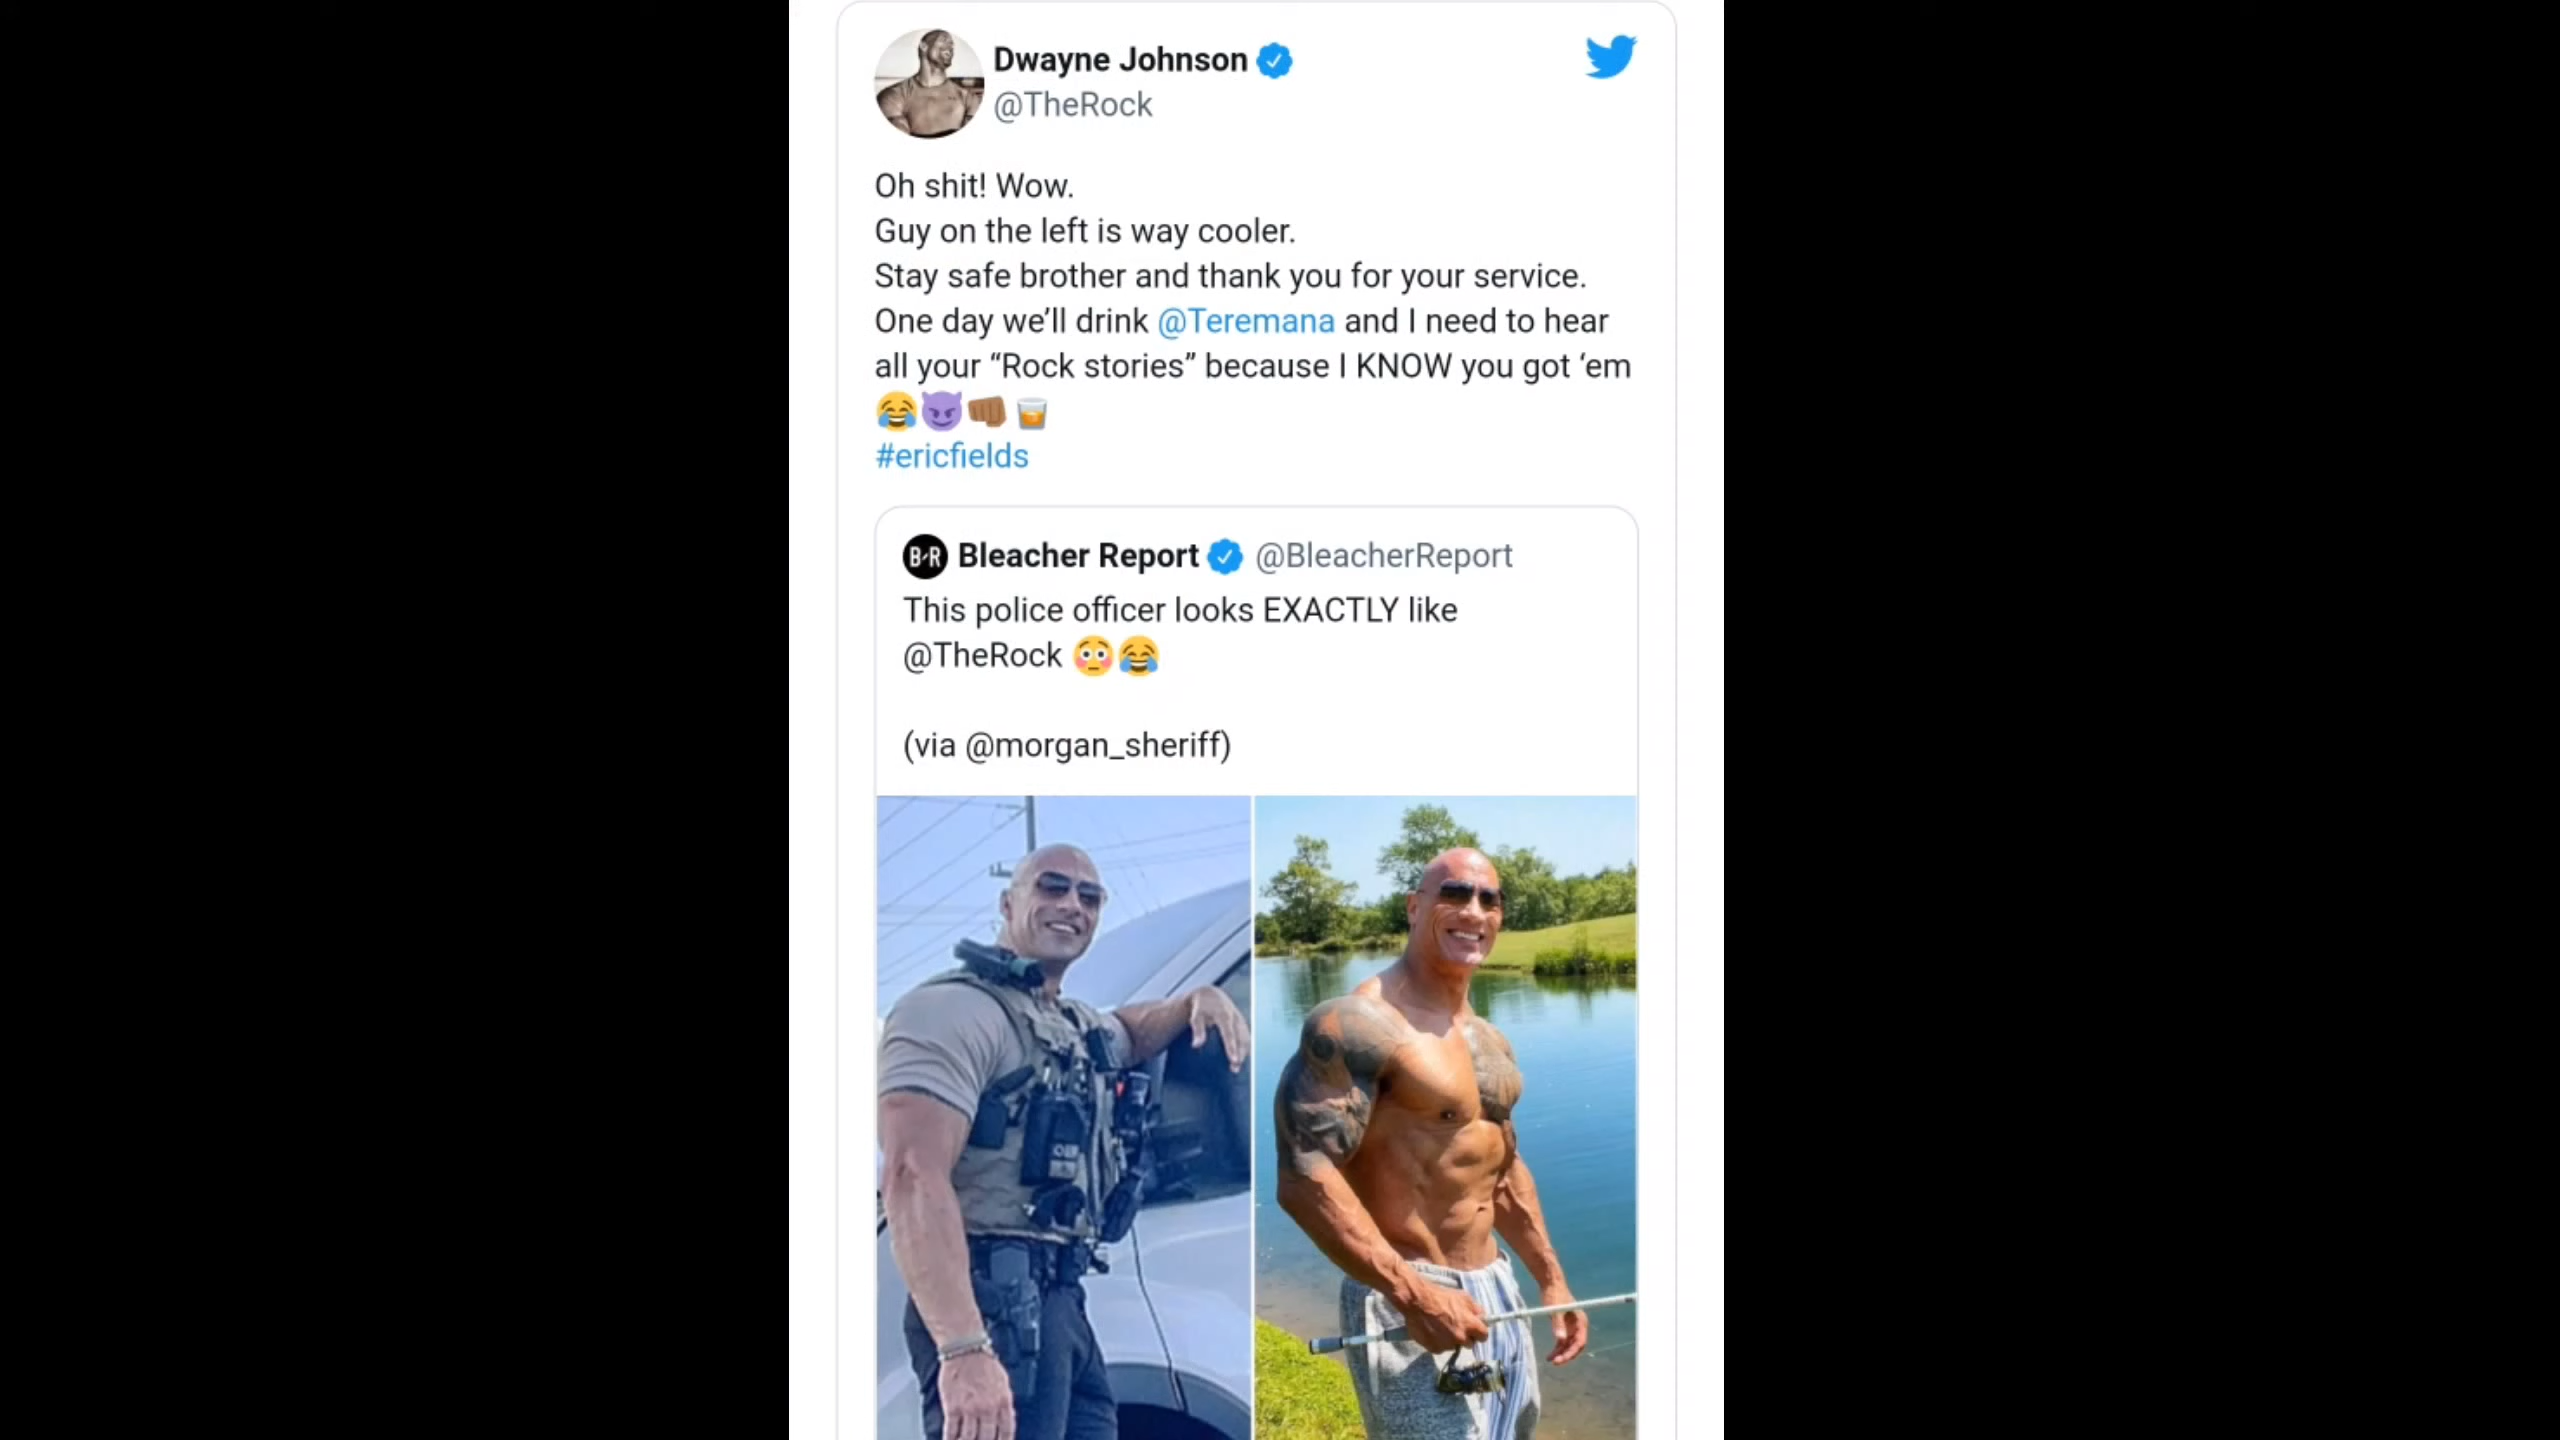 Dwayne Johnson
@TheRock
Oh shit! Wow.
Guy on the left is way cooler.
Stay safe brother and thank you for your service.
One day we’ll drink @Teremana and I need to hear
all your “Rock stories” because I KNOW you got ‘em
😂😈👊🏾🥃
#ericfields
B/R Bleacher Report @BleacherReport
This police officer looks EXACTLY like
@TheRock 😳😂
(via @morgan_sheriff)